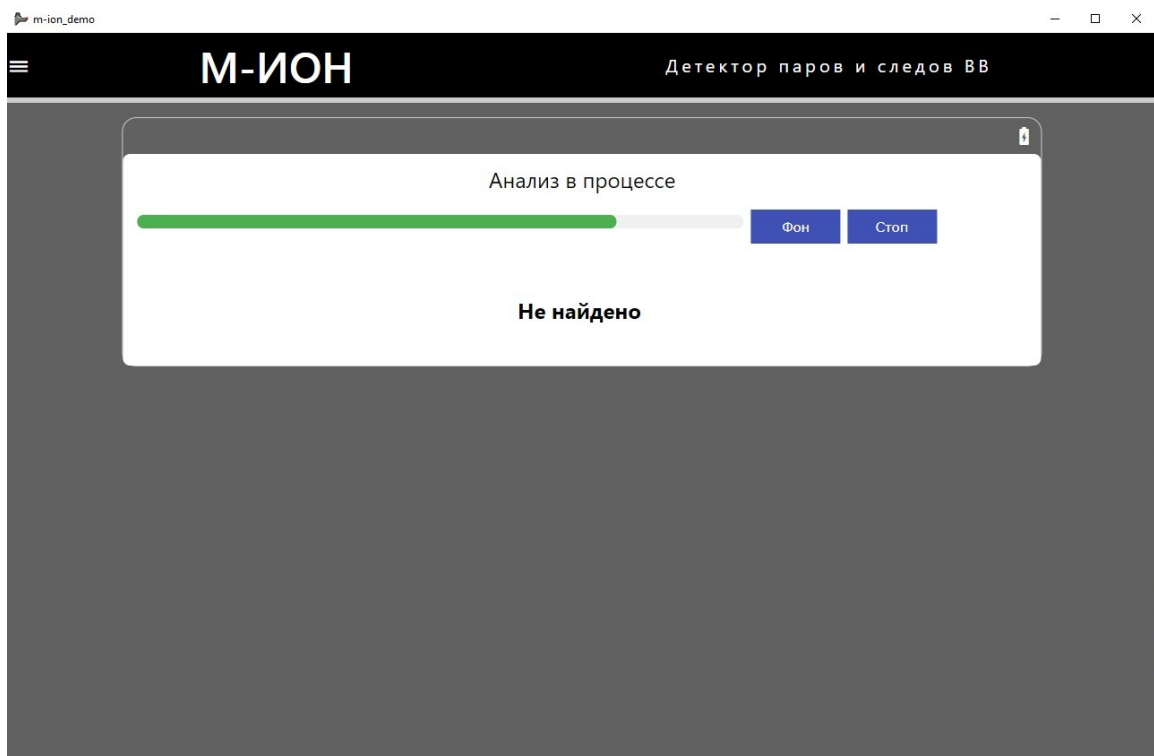 m-ion_demo
М-ИОН
Детектор паров и следов ВВ
Анализ в процессе
Фон
Стоп
Не найдено